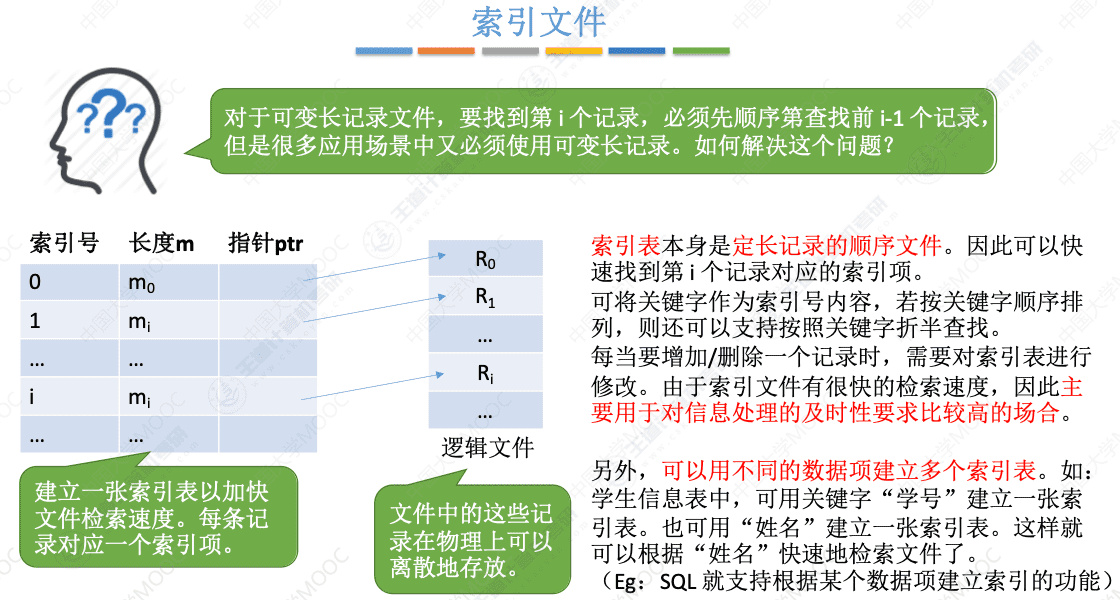 索引文件
对于可变长记录文件，要找到第 i 个记录，必须先顺序第查找前 i-1 个记录，
但是很多应用场景中又必须使用可变长记录。如何解决这个问题？
???
索引号 长度m 指针ptr
0 m0
1 mi
... ...
i mi
... ...
R0
R1
...
Ri
...
逻辑文件
建立一张索引表以加快
文件检索速度。每条记
录对应一个索引项。
文件中的这些记
录在物理上可以
离散地存放。
索引表本身是定长记录的顺序文件。因此可以快
速找到第 i 个记录对应的索引项。
可将关键字作为索引号内容，若按关键字顺序排
列，则还可以支持按照关键字折半查找。
每当要增加/删除一个记录时，需要对索引表进行
修改。由于索引文件有很快的检索速度，因此主
要用于对信息处理的及时性要求比较高的场合。
另外，可以用不同的数据项建立多个索引表。如：
学生信息表中，可用关键字“学号”建立一张索
引表。也可用“姓名”建立一张索引表。这样就
可以根据“姓名”快速地检索文件了。
（Eg：SQL 就支持根据某个数据项建立索引的功能）